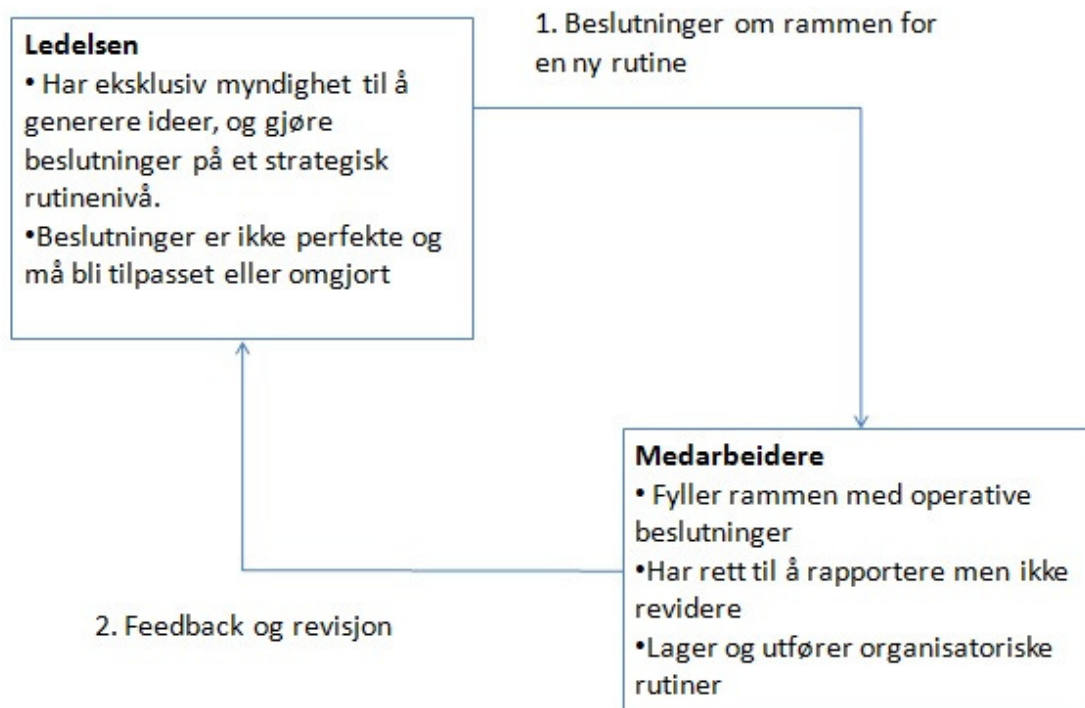 Ledelsen
• Har eksklusiv myndighet til å
generere ideer, og gjøre
beslutninger på et strategisk
rutinenivå.
•Beslutninger er ikke perfekte og
må bli tilpasset eller omgjort
1. Beslutninger om rammen for
en ny rutine
Medarbeidere
• Fyller rammen med operative
beslutninger
•Har rett til å rapportere men ikke
revidere
•Lager og utfører organisatoriske
rutiner
2. Feedback og revisjon